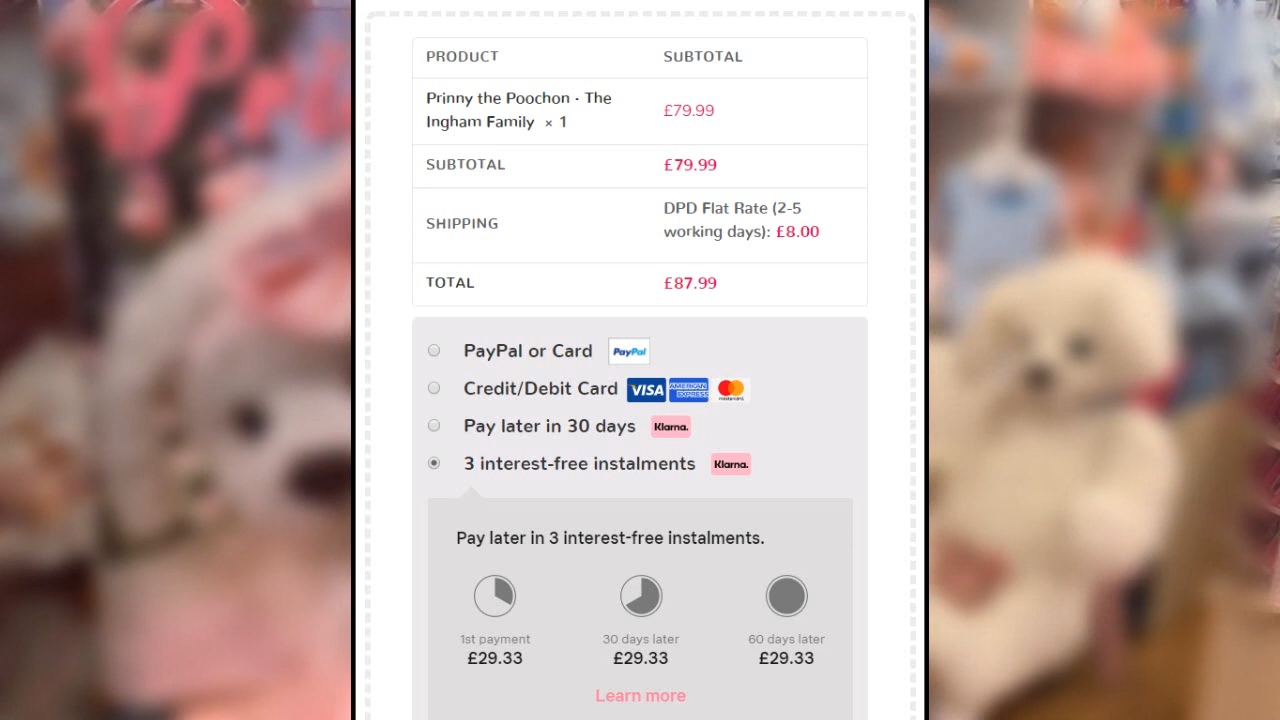 PRODUCT SUBTOTAL
Prinny the Poochon · The
Ingham Family × 1
£79.99
SUBTOTAL £79.99
SHIPPING
DPD Flat Rate (2-5
working days): £8.00
TOTAL £87.99
PayPal or Card PayPal
Credit/Debit Card VISA AMERICAN EXPRESS mastercard
Pay later in 30 days Klarna.
3 interest-free instalments Klarna.
Pay later in 3 interest-free instalments.
1st payment 30 days later 60 days later
£29.33 £29.33 £29.33
Learn more